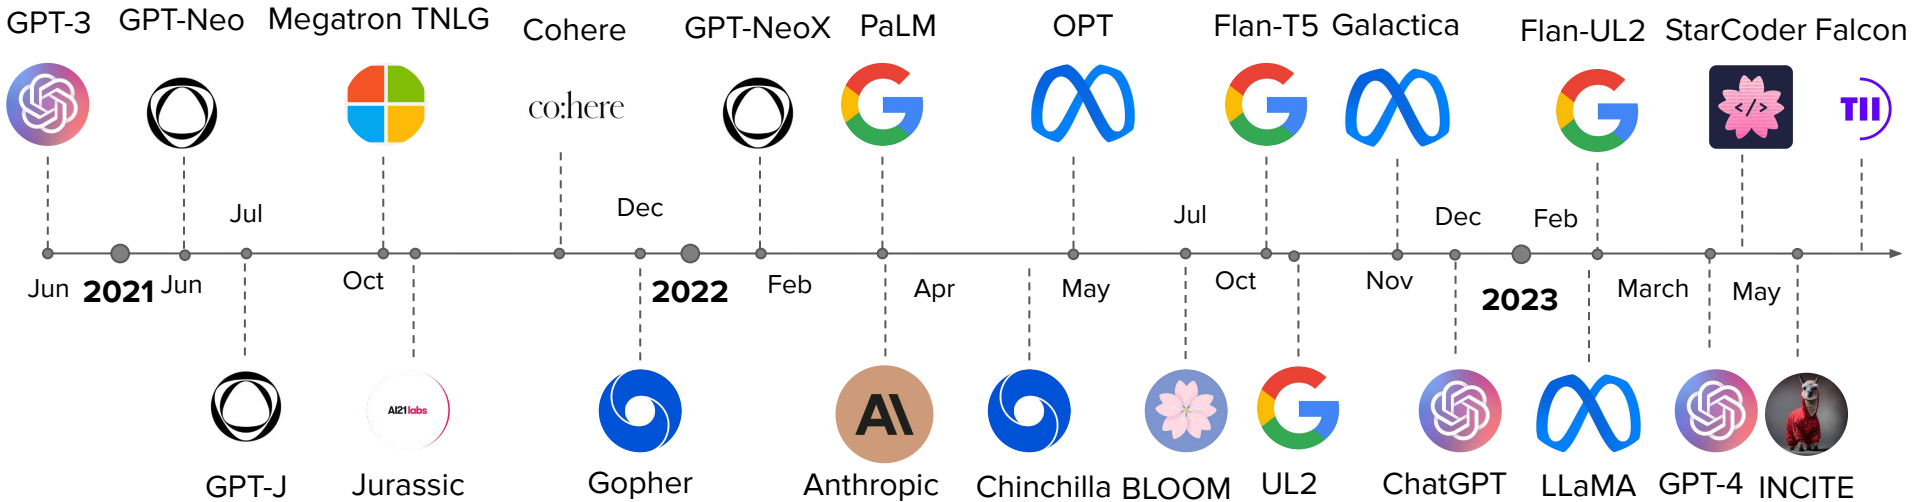 GPT-3 GPT-Neo Megatron TNLG Cohere GPT-NeoX PaLM OPT Flan-T5 Galactica Flan-UL2 StarCoder Falcon
co:here
</>
TII
Jul Dec Jul Dec Feb
Jun 2021 Jun Oct 2022 Feb Apr May Oct Nov 2023 March May
AI21labs
AI
GPT-J Jurassic Gopher Anthropic Chinchilla BLOOM UL2 ChatGPT LLaMA GPT-4 INCITE